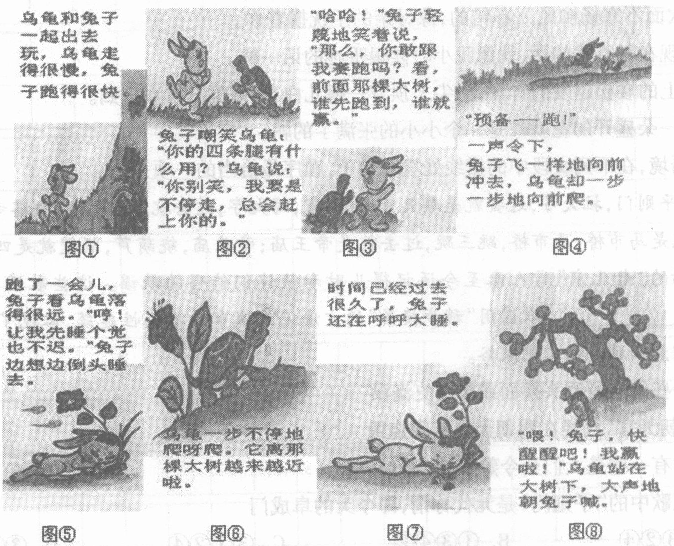 乌龟和兔子
一起出去
玩，乌龟走
得很慢，兔
子跑得很快。
图①
兔子嘲笑乌龟：
“你的四条腿有什
么用？”乌龟说：
“你别笑，我要是
不停走，总会赶
上你的。”
图②
“哈哈！”兔子轻
蔑地笑着说，
“那么，你敢跟
我赛跑吗？看，
前面那棵大树，
谁先跑到，谁就
赢。”
图③
“预备——跑！”
一声令下，
兔子飞一样地向前
冲去，乌龟却一步
一步地向前爬。
图④
跑了一会儿，
兔子看乌龟落
得很远。“哼！
让我先睡个觉
也不迟。”兔子
边想边倒头睡
去。
图⑤
乌龟一步不停地
爬呀爬。它离那
棵大树越来越近
啦。
图⑥
时间已经过去
很久了，兔子
还在呼呼大睡。
图⑦
“喂！兔子，快
醒醒吧！我赢
啦！”乌龟站在
大树下，大声地
朝兔子喊。
图⑧